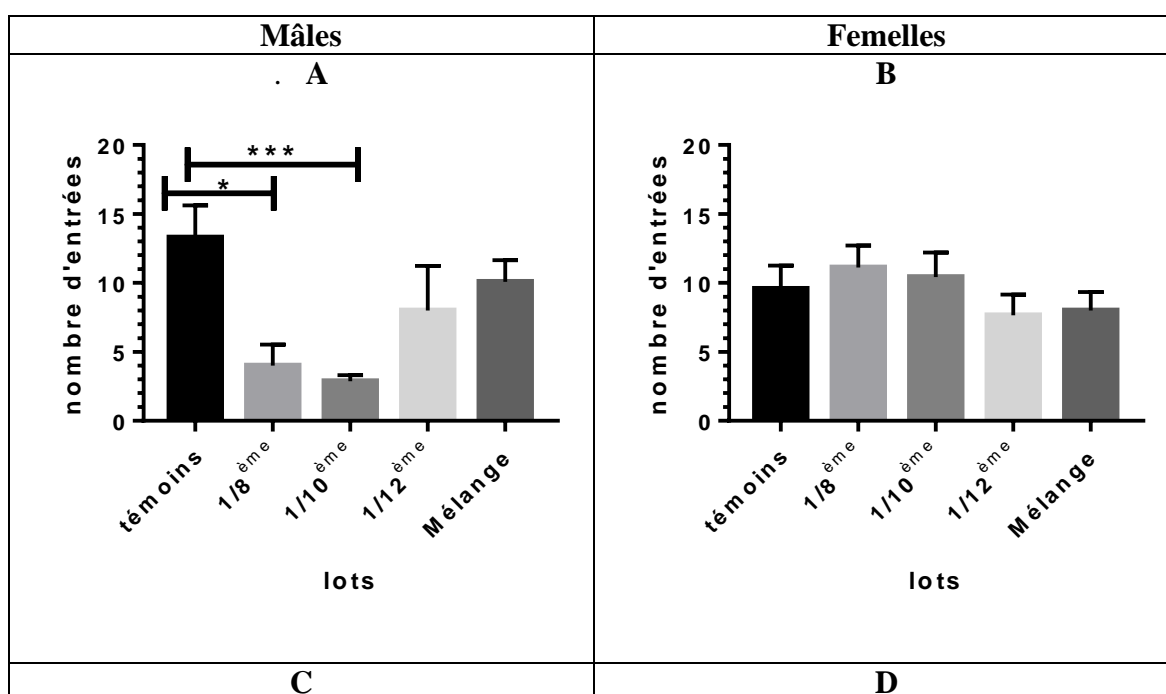 Mâles Femelles
. A B
20
15
10
5
0
nombre d'entrées
***
*
témoins
1/8ème
1/10ème
1/12ème
Mélange
lots
20
15
10
5
0
nombre d'entrées
témoins
1/8ème
1/10ème
1/12ème
Mélange
lots
C D